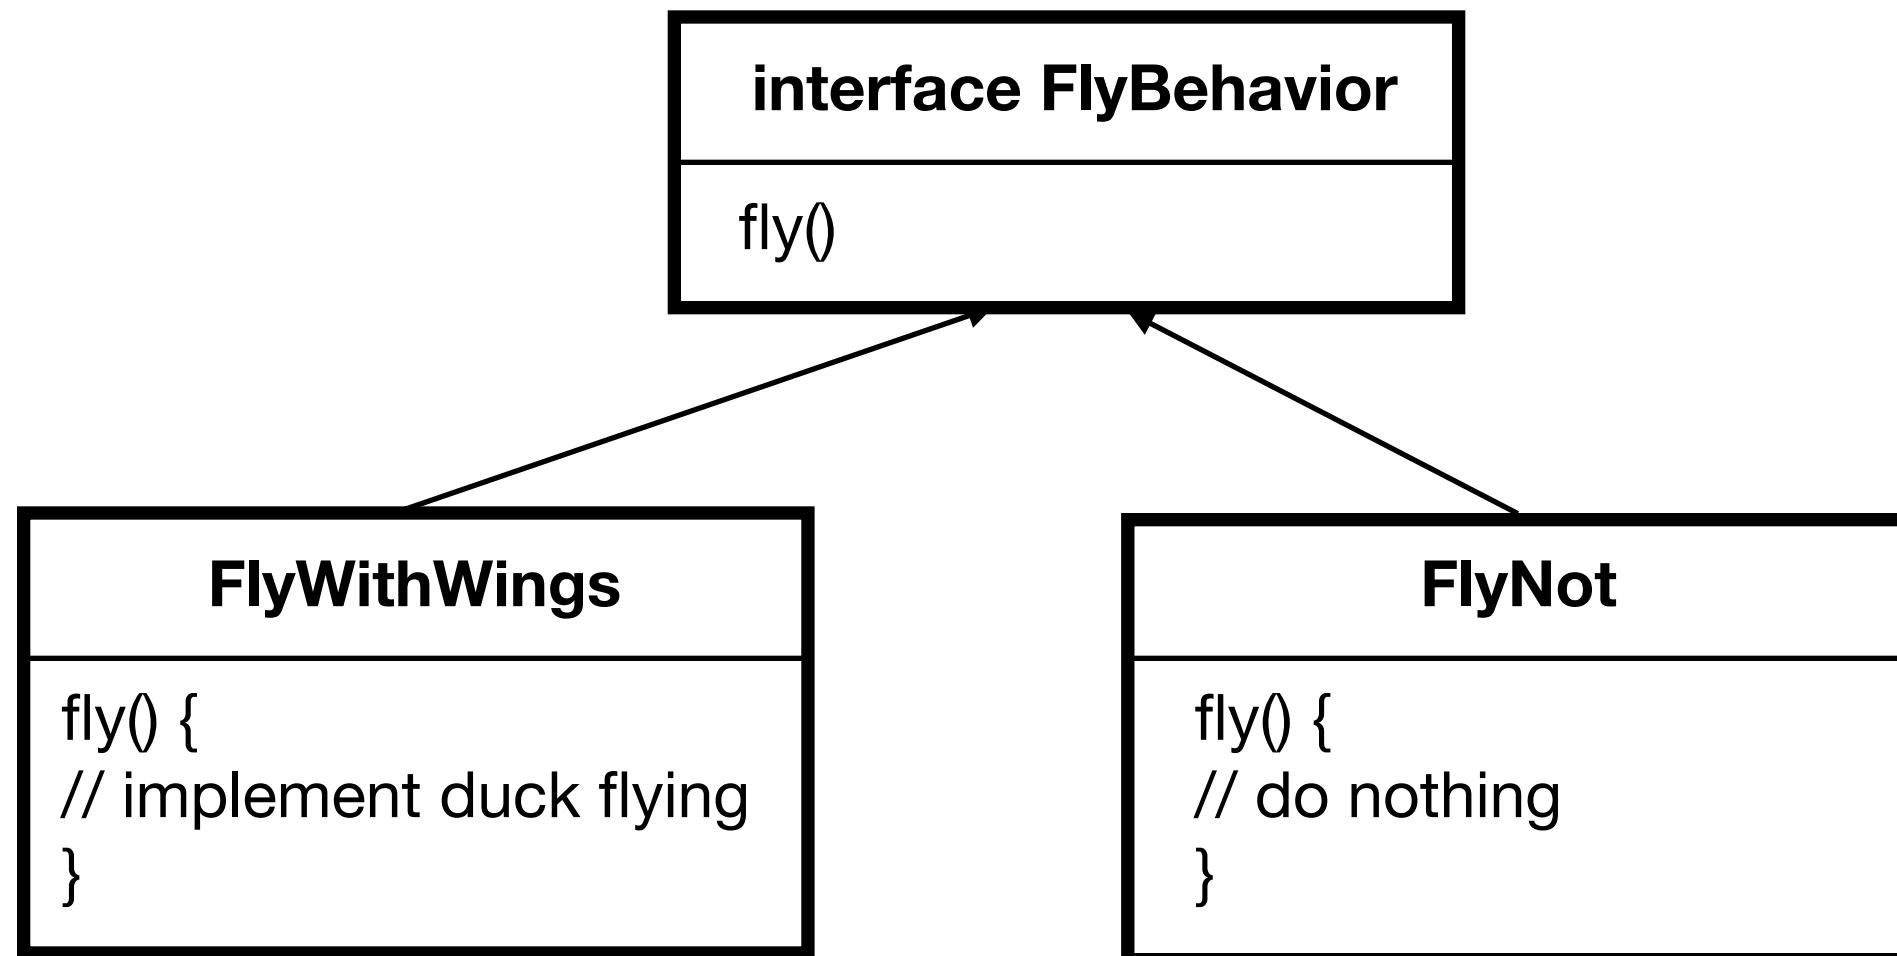 interface FlyBehavior
fly()
FlyWithWings
fly() {
// implement duck flying
}
FlyNot
fly() {
// do nothing
}